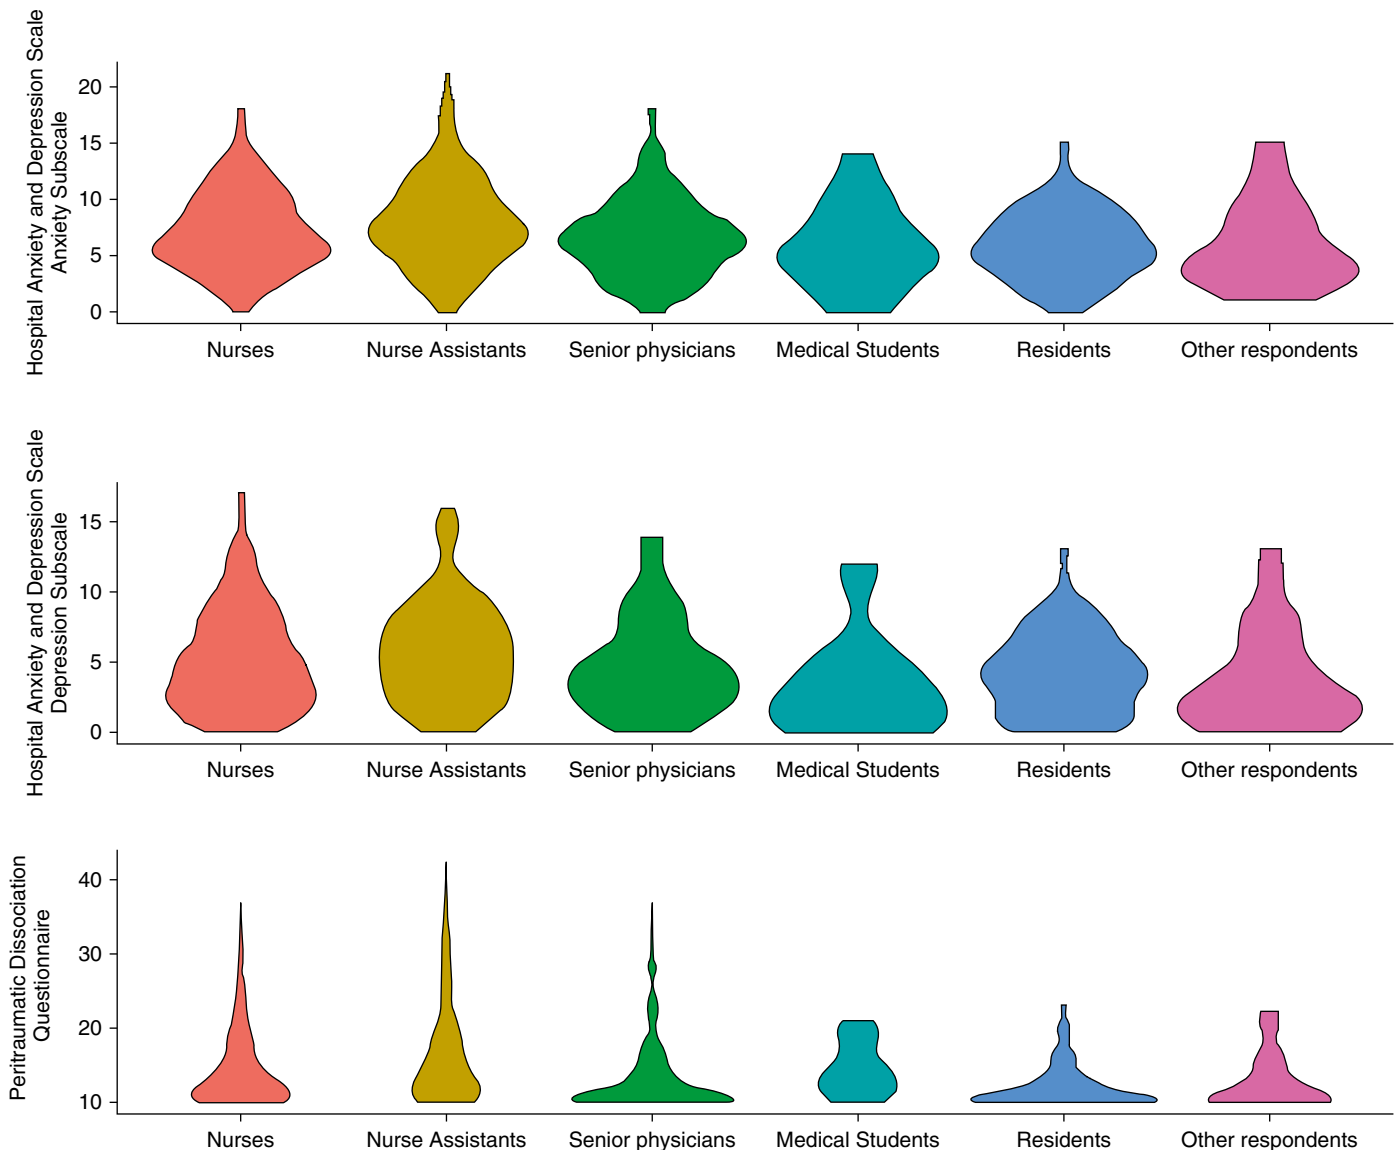 Hospital Anxiety and Depression Scale
Anxiety Subscale
20
15
10
5
0
Nurses
Nurse Assistants
Senior physicians
Medical Students
Residents
Other respondents
Hospital Anxiety and Depression Scale
Depression Subscale
15
10
5
0
Nurses
Nurse Assistants
Senior physicians
Medical Students
Residents
Other respondents
Peritraumatic Dissociation
Questionnaire
40
30
20
10
Nurses
Nurse Assistants
Senior physicians
Medical Students
Residents
Other respondents